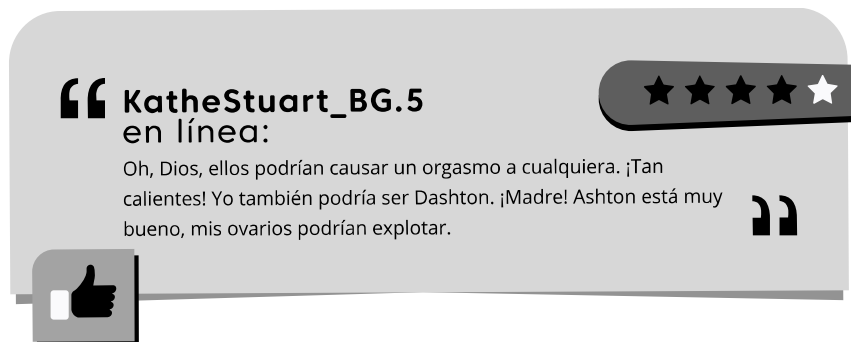 KatheStuart_BG.5
en línea:
Oh, Dios, ellos podrían causar un orgasmo a cualquiera. ¡Tan
calientes! Yo también podría ser Dashton. ¡Madre! Ashton está muy
bueno, mis ovarios podrían explotar.